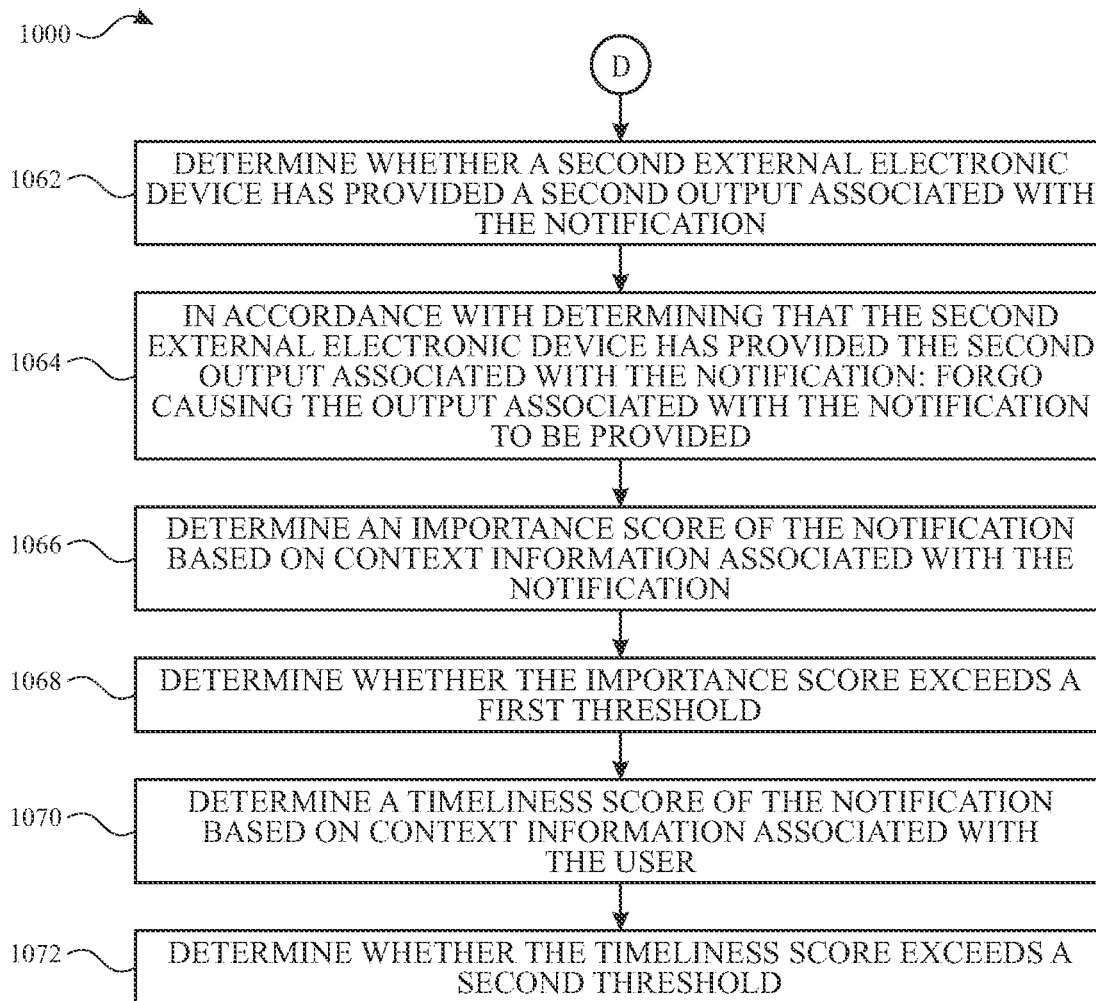 1000
D
1062
DETERMINE WHETHER A SECOND EXTERNAL ELECTRONIC
DEVICE HAS PROVIDED A SECOND OUTPUT ASSOCIATED WITH
THE NOTIFICATION
1064
IN ACCORDANCE WITH DETERMINING THAT THE SECOND
EXTERNAL ELECTRONIC DEVICE HAS PROVIDED THE SECOND
OUTPUT ASSOCIATED WITH THE NOTIFICATION: FORGO
CAUSING THE OUTPUT ASSOCIATED WITH THE NOTIFICATION
TO BE PROVIDED
1066
DETERMINE AN IMPORTANCE SCORE OF THE NOTIFICATION
BASED ON CONTEXT INFORMATION ASSOCIATED WITH THE
NOTIFICATION
1068
DETERMINE WHETHER THE IMPORTANCE SCORE EXCEEDS A
FIRST THRESHOLD
1070
DETERMINE A TIMELINESS SCORE OF THE NOTIFICATION
BASED ON CONTEXT INFORMATION ASSOCIATED WITH
THE USER
1072
DETERMINE WHETHER THE TIMELINESS SCORE EXCEEDS A
SECOND THRESHOLD